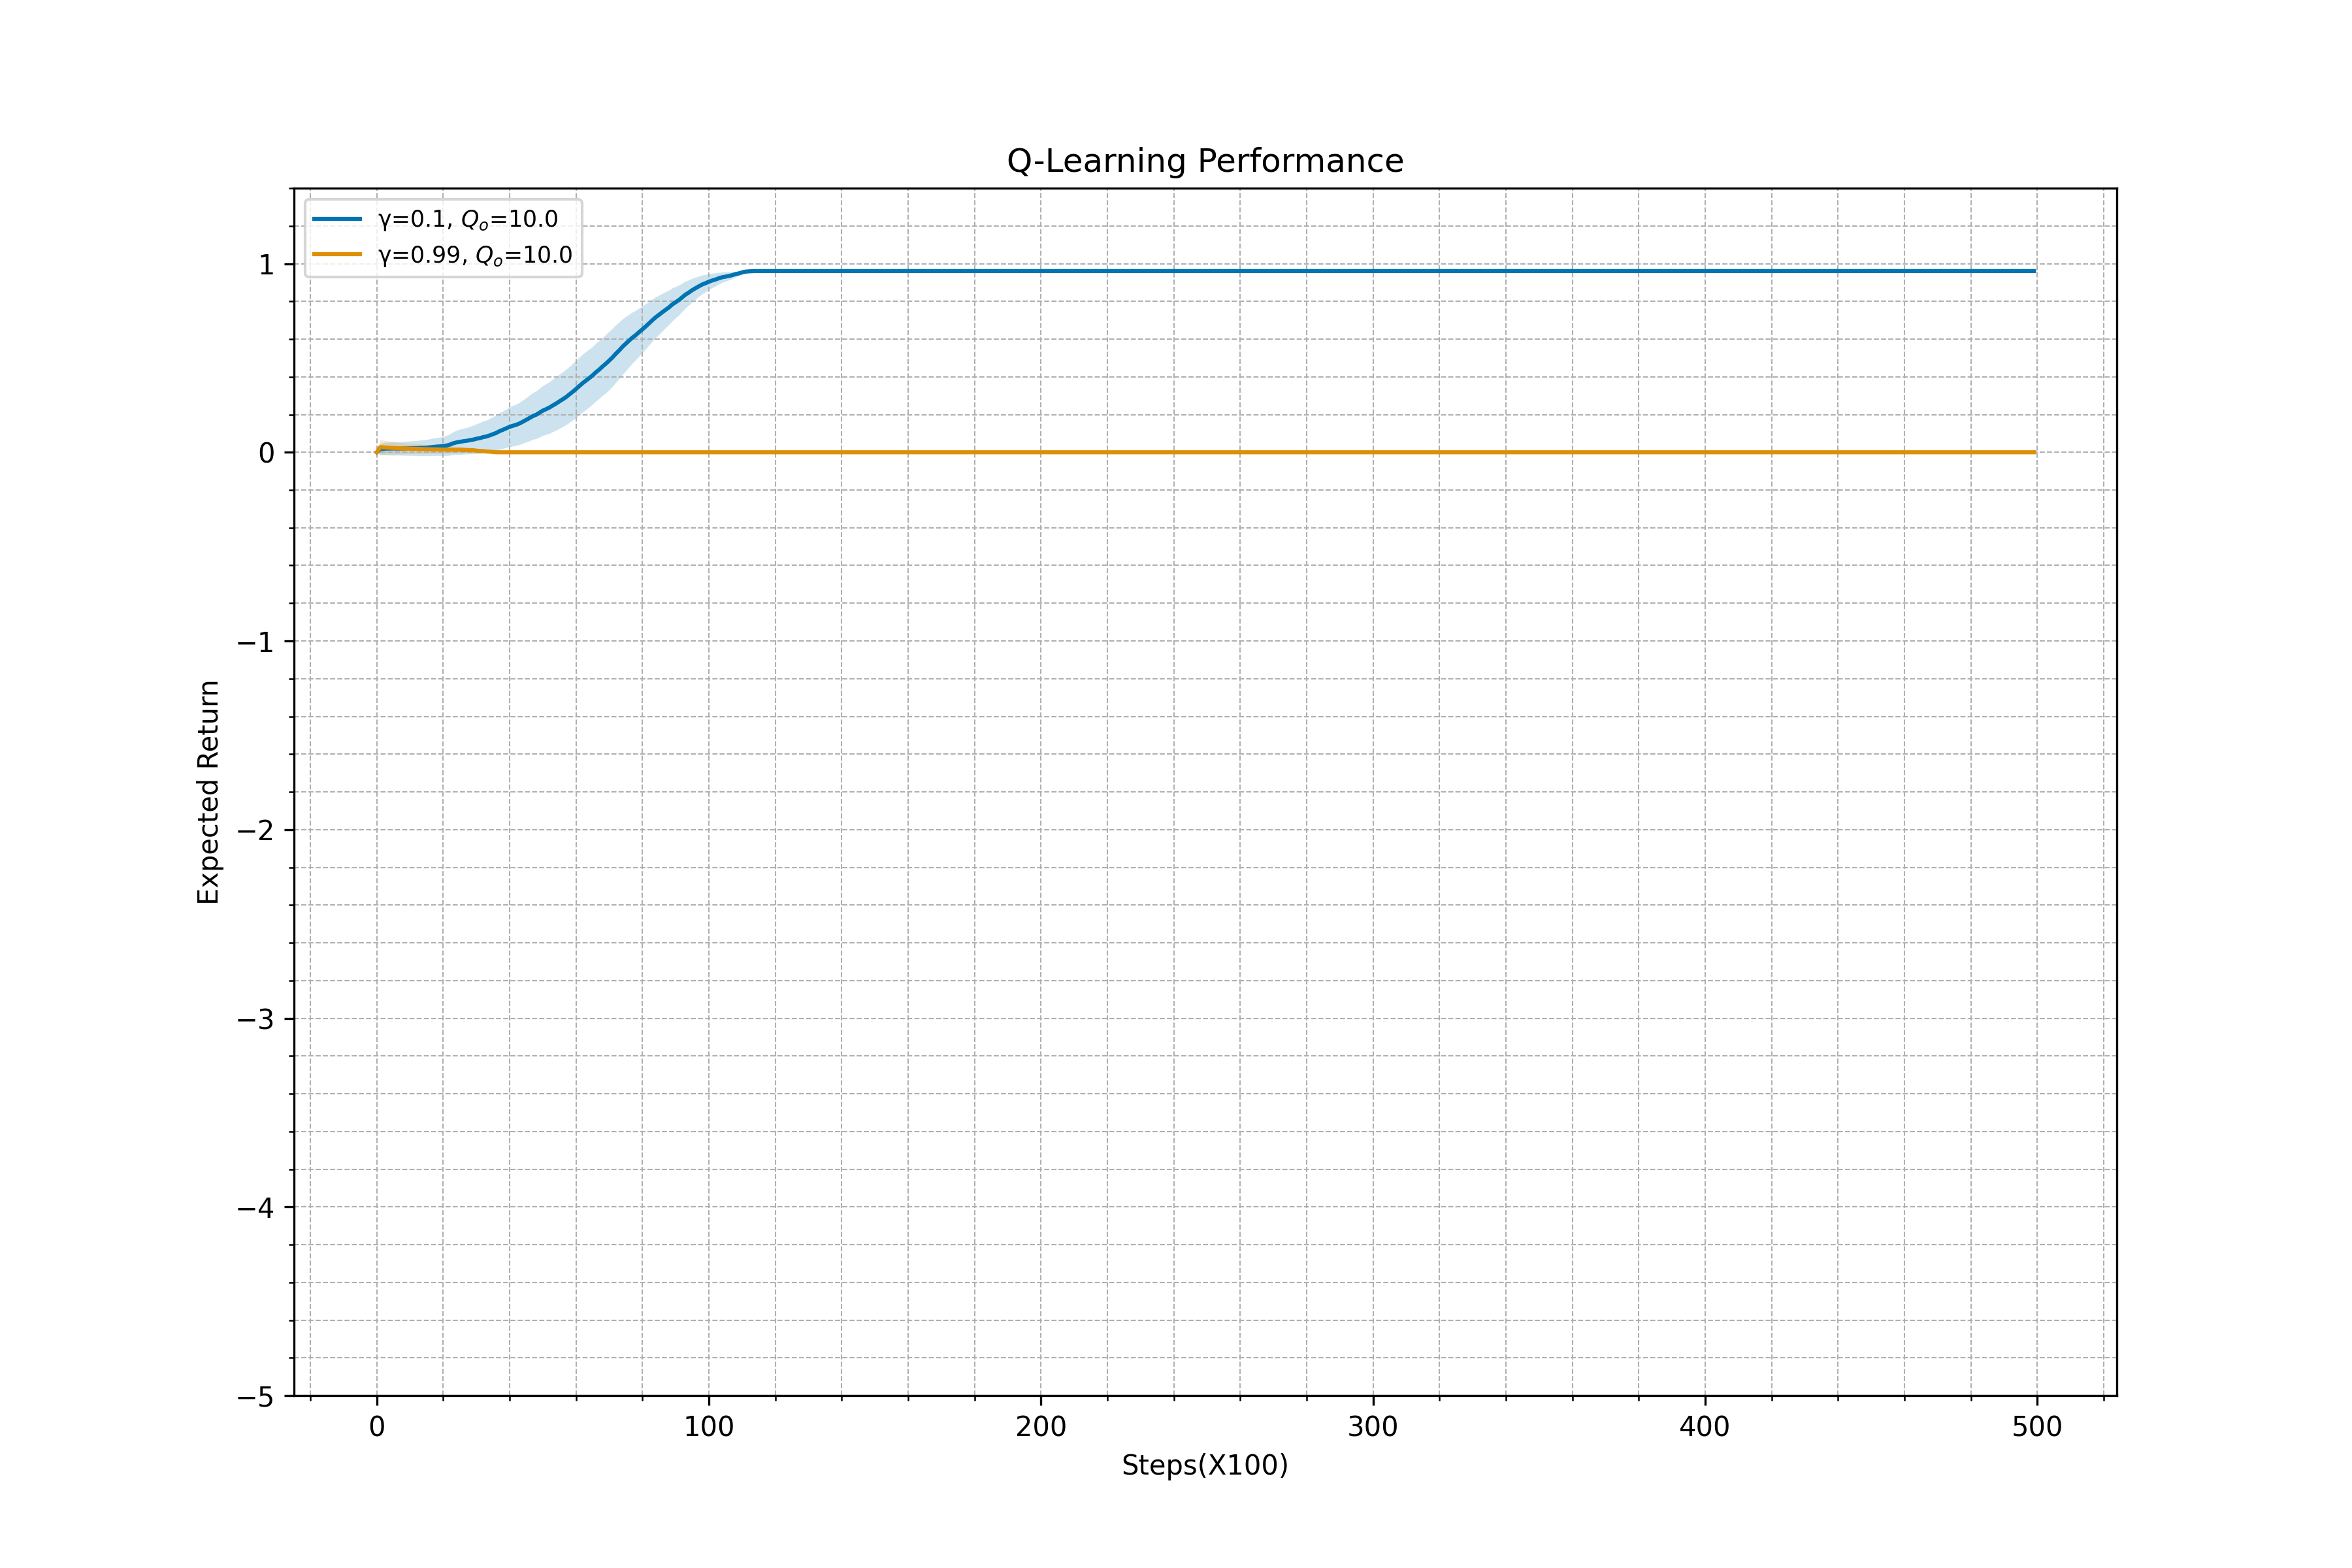 Q-Learning Performance
γ=0.1, Qₒ=10.0
γ=0.99, Qₒ=10.0
1
0
−1
−2
−3
−4
−5
Expected Return
0 100 200 300 400 500
Steps(X100)